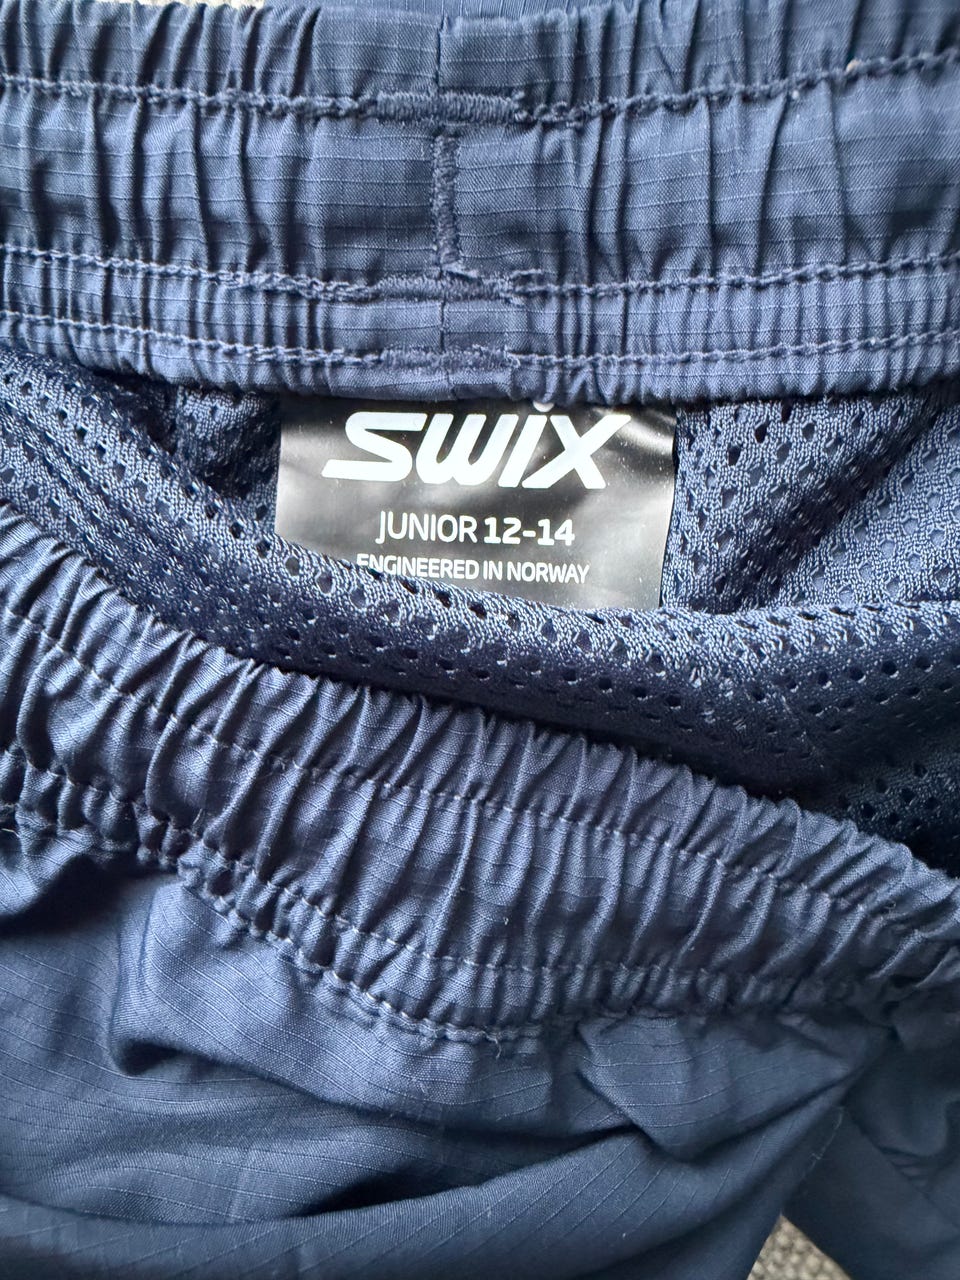 SWIX
JUNIOR 12-14
ENGINEERED IN NORWAY